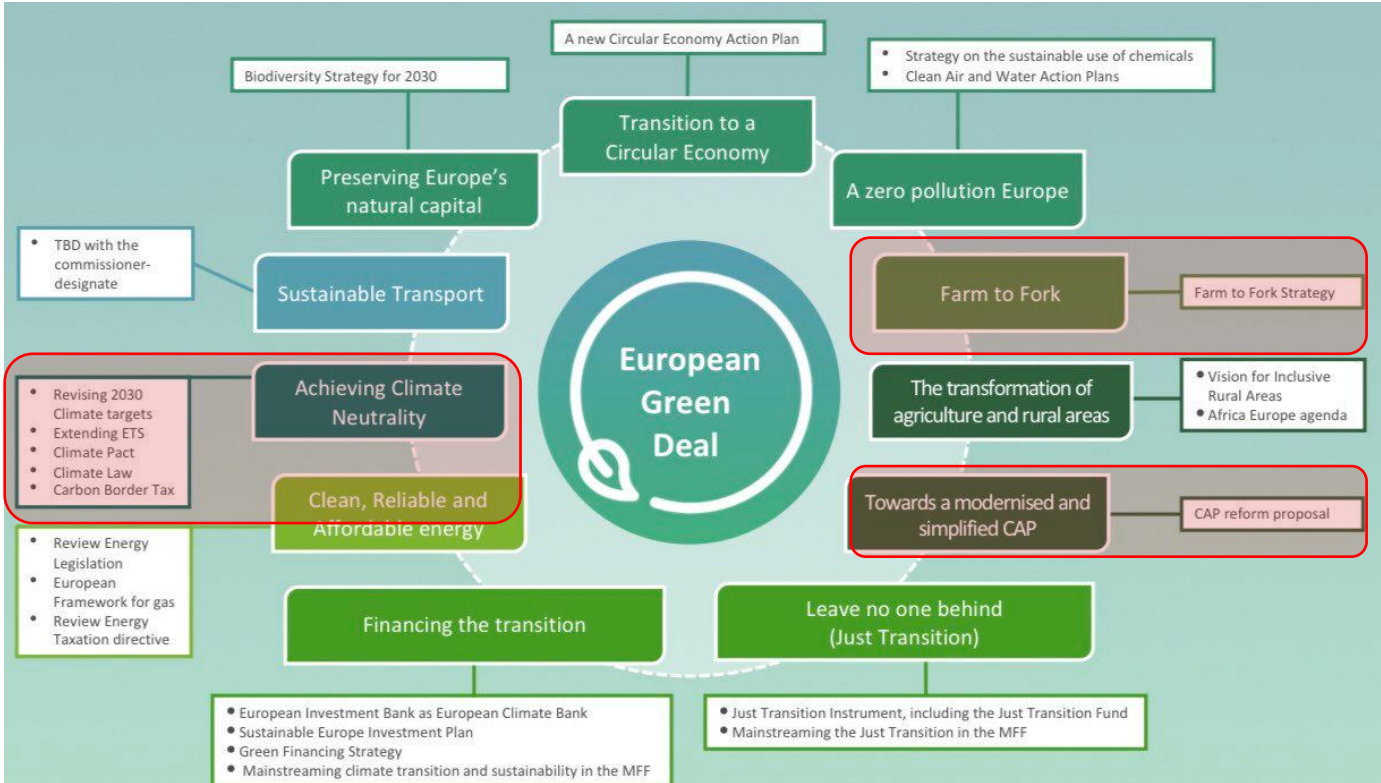 A new Circular Economy Action Plan
• Strategy on the sustainable use of chemicals
• Clean Air and Water Action Plans
Biodiversity Strategy for 2030
Transition to a
Circular Economy
Preserving Europe's
natural capital
A zero pollution Europe
• TBD with the
commissioner-
designate
Sustainable Transport
Farm to Fork
Farm to Fork Strategy
European
Green
Deal
Achieving Climate
Neutrality
• Revising 2030
Climate targets
• Extending ETS
• Climate Pact
• Climate Law
• Carbon Border Tax
The transformation of
agriculture and rural areas
• Vision for Inclusive
Rural Areas
• Africa Europe agenda
Clean, Reliable and
Affordable energy
Towards a modernised and
simplified CAP
CAP reform proposal
• Review Energy
Legislation
• European
Framework for gas
• Review Energy
Taxation directive
Financing the transition
Leave no one behind
(Just Transition)
• European Investment Bank as European Climate Bank
• Sustainable Europe Investment Plan
• Green Financing Strategy
• Mainstreaming climate transition and sustainability in the MFF
• Just Transition Instrument, including the Just Transition Fund
• Mainstreaming the Just Transition in the MFF